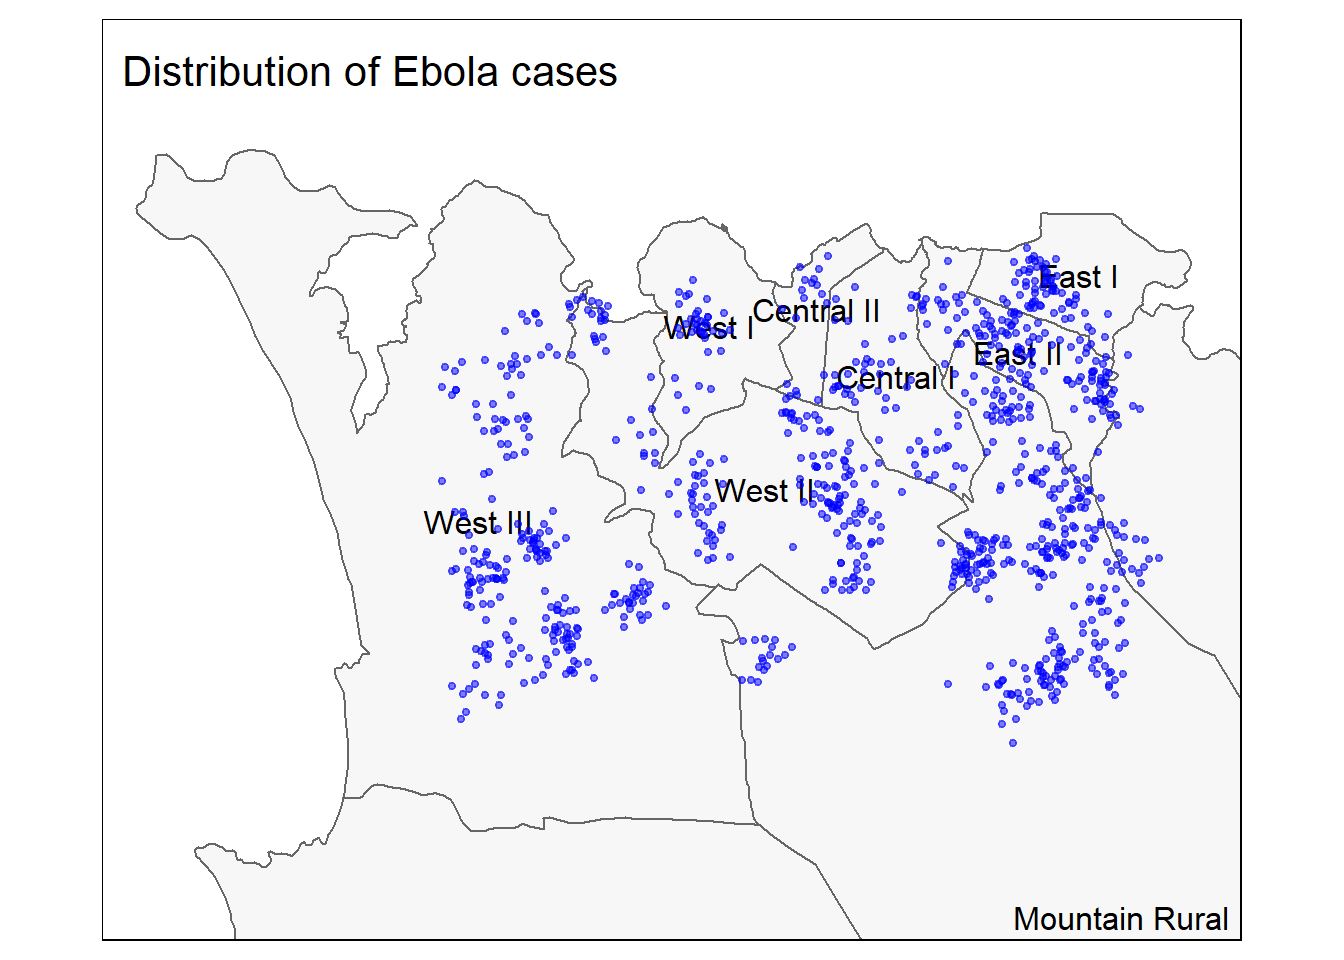 Distribution of Ebola cases
East I
Central II
West I
East II
Central I
West II
West III
Mountain Rural